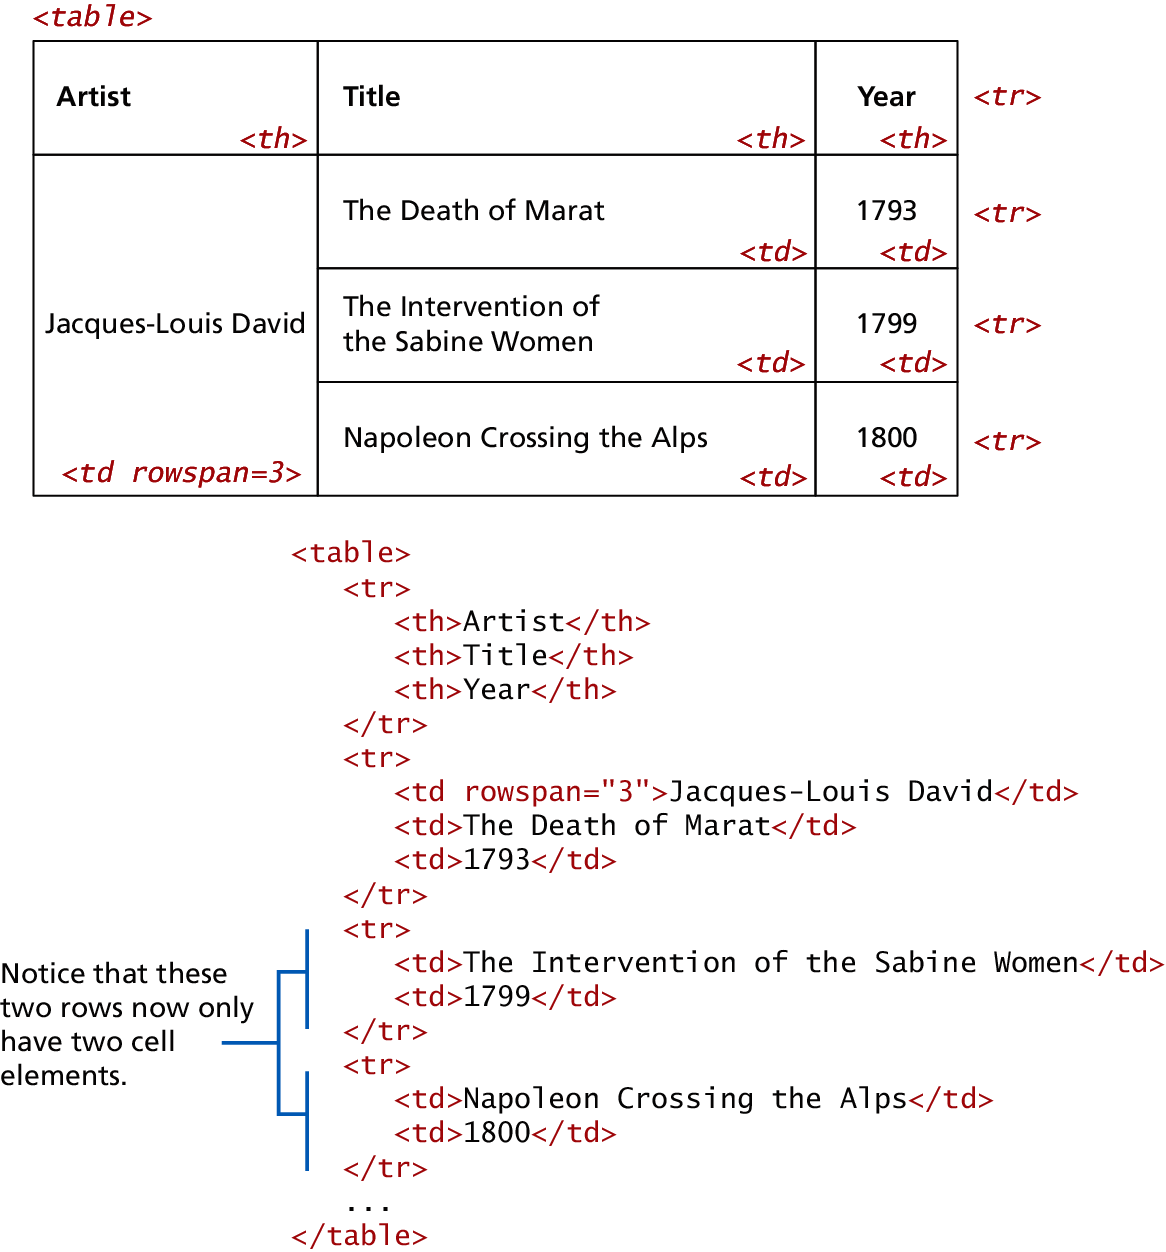 <table>
Artist Title Year <tr>
<th> <th> <th>
The Death of Marat 1793 <tr>
<td> <td>
Jacques-Louis David
The Intervention of
the Sabine Women
1799 <tr>
<td> <td>
Napoleon Crossing the Alps 1800 <tr>
<td rowspan=3> <td> <td>
<table>
<tr>
<th>Artist</th>
<th>Title</th>
<th>Year</th>
</tr>
<tr>
<td rowspan="3">Jacques-Louis David</td>
<td>The Death of Marat</td>
<td>1793</td>
</tr>
<tr>
<td>The Intervention of the Sabine Women</td>
<td>1799</td>
</tr>
<tr>
<td>Napoleon Crossing the Alps</td>
<td>1800</td>
</tr>
...
</table>
Notice that these
two rows now only
have two cell
elements.